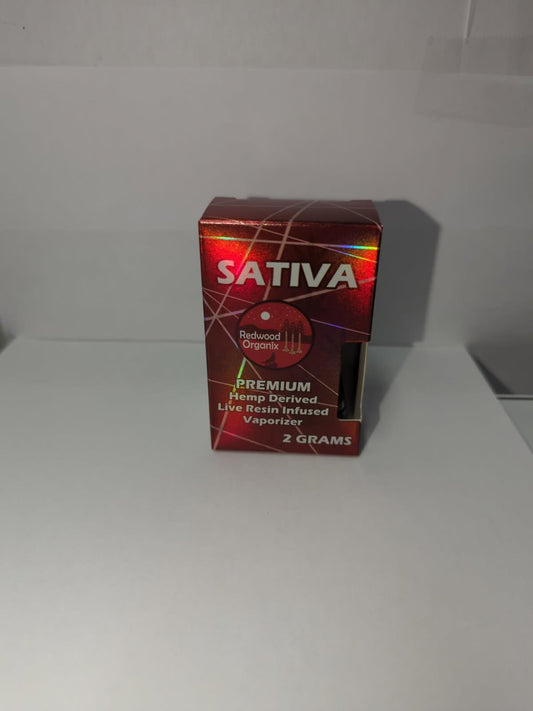 SATIVA
Redwood
Organix
PREMIUM
Hemp Derived
Live Resin Infused
Vaporizer
2 GRAMS